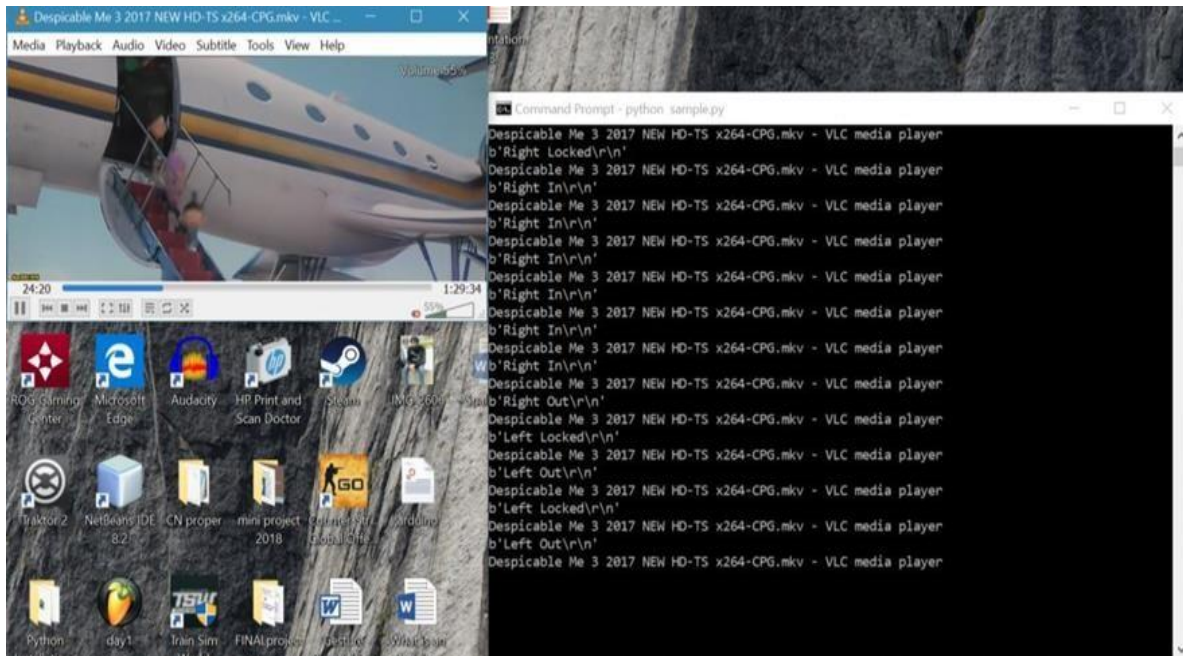 Despicable Me 3 2017 NEW HD-TS x264-CPG.mkv - VLC ...
Media Playback Audio Video Subtitle Tools View Help
Volume 55%
24:20
1:29:34
55%
ntation
Command Prompt - python sample.py
Despicable Me 3 2017 NEW HD-TS x264-CPG.mkv - VLC media player
b'Right Locked\r\n'
Despicable Me 3 2017 NEW HD-TS x264-CPG.mkv - VLC media player
b'Right In\r\n'
Despicable Me 3 2017 NEW HD-TS x264-CPG.mkv - VLC media player
b'Right In\r\n'
Despicable Me 3 2017 NEW HD-TS x264-CPG.mkv - VLC media player
b'Right In\r\n'
Despicable Me 3 2017 NEW HD-TS x264-CPG.mkv - VLC media player
b'Right In\r\n'
Despicable Me 3 2017 NEW HD-TS x264-CPG.mkv - VLC media player
b'Right In\r\n'
Despicable Me 3 2017 NEW HD-TS x264-CPG.mkv - VLC media player
b'Right In\r\n'
Despicable Me 3 2017 NEW HD-TS x264-CPG.mkv - VLC media player
b'Right Out\r\n'
Despicable Me 3 2017 NEW HD-TS x264-CPG.mkv - VLC media player
b'Left Locked\r\n'
Despicable Me 3 2017 NEW HD-TS x264-CPG.mkv - VLC media player
b'Left Out\r\n'
Despicable Me 3 2017 NEW HD-TS x264-CPG.mkv - VLC media player
b'Left Locked\r\n'
Despicable Me 3 2017 NEW HD-TS x264-CPG.mkv - VLC media player
b'Left Out\r\n'
Despicable Me 3 2017 NEW HD-TS x264-CPG.mkv - VLC media player
ROG Gaming
Center
Microsoft
Edge
Audacity
HP Print and
Scan Doctor
Steam
Traktor 2
NetBeans IDE
8.2
CN proper
mini project
2018
GO
arduino
Python
day1
TSW
Train Sim
FINAL
Gesture